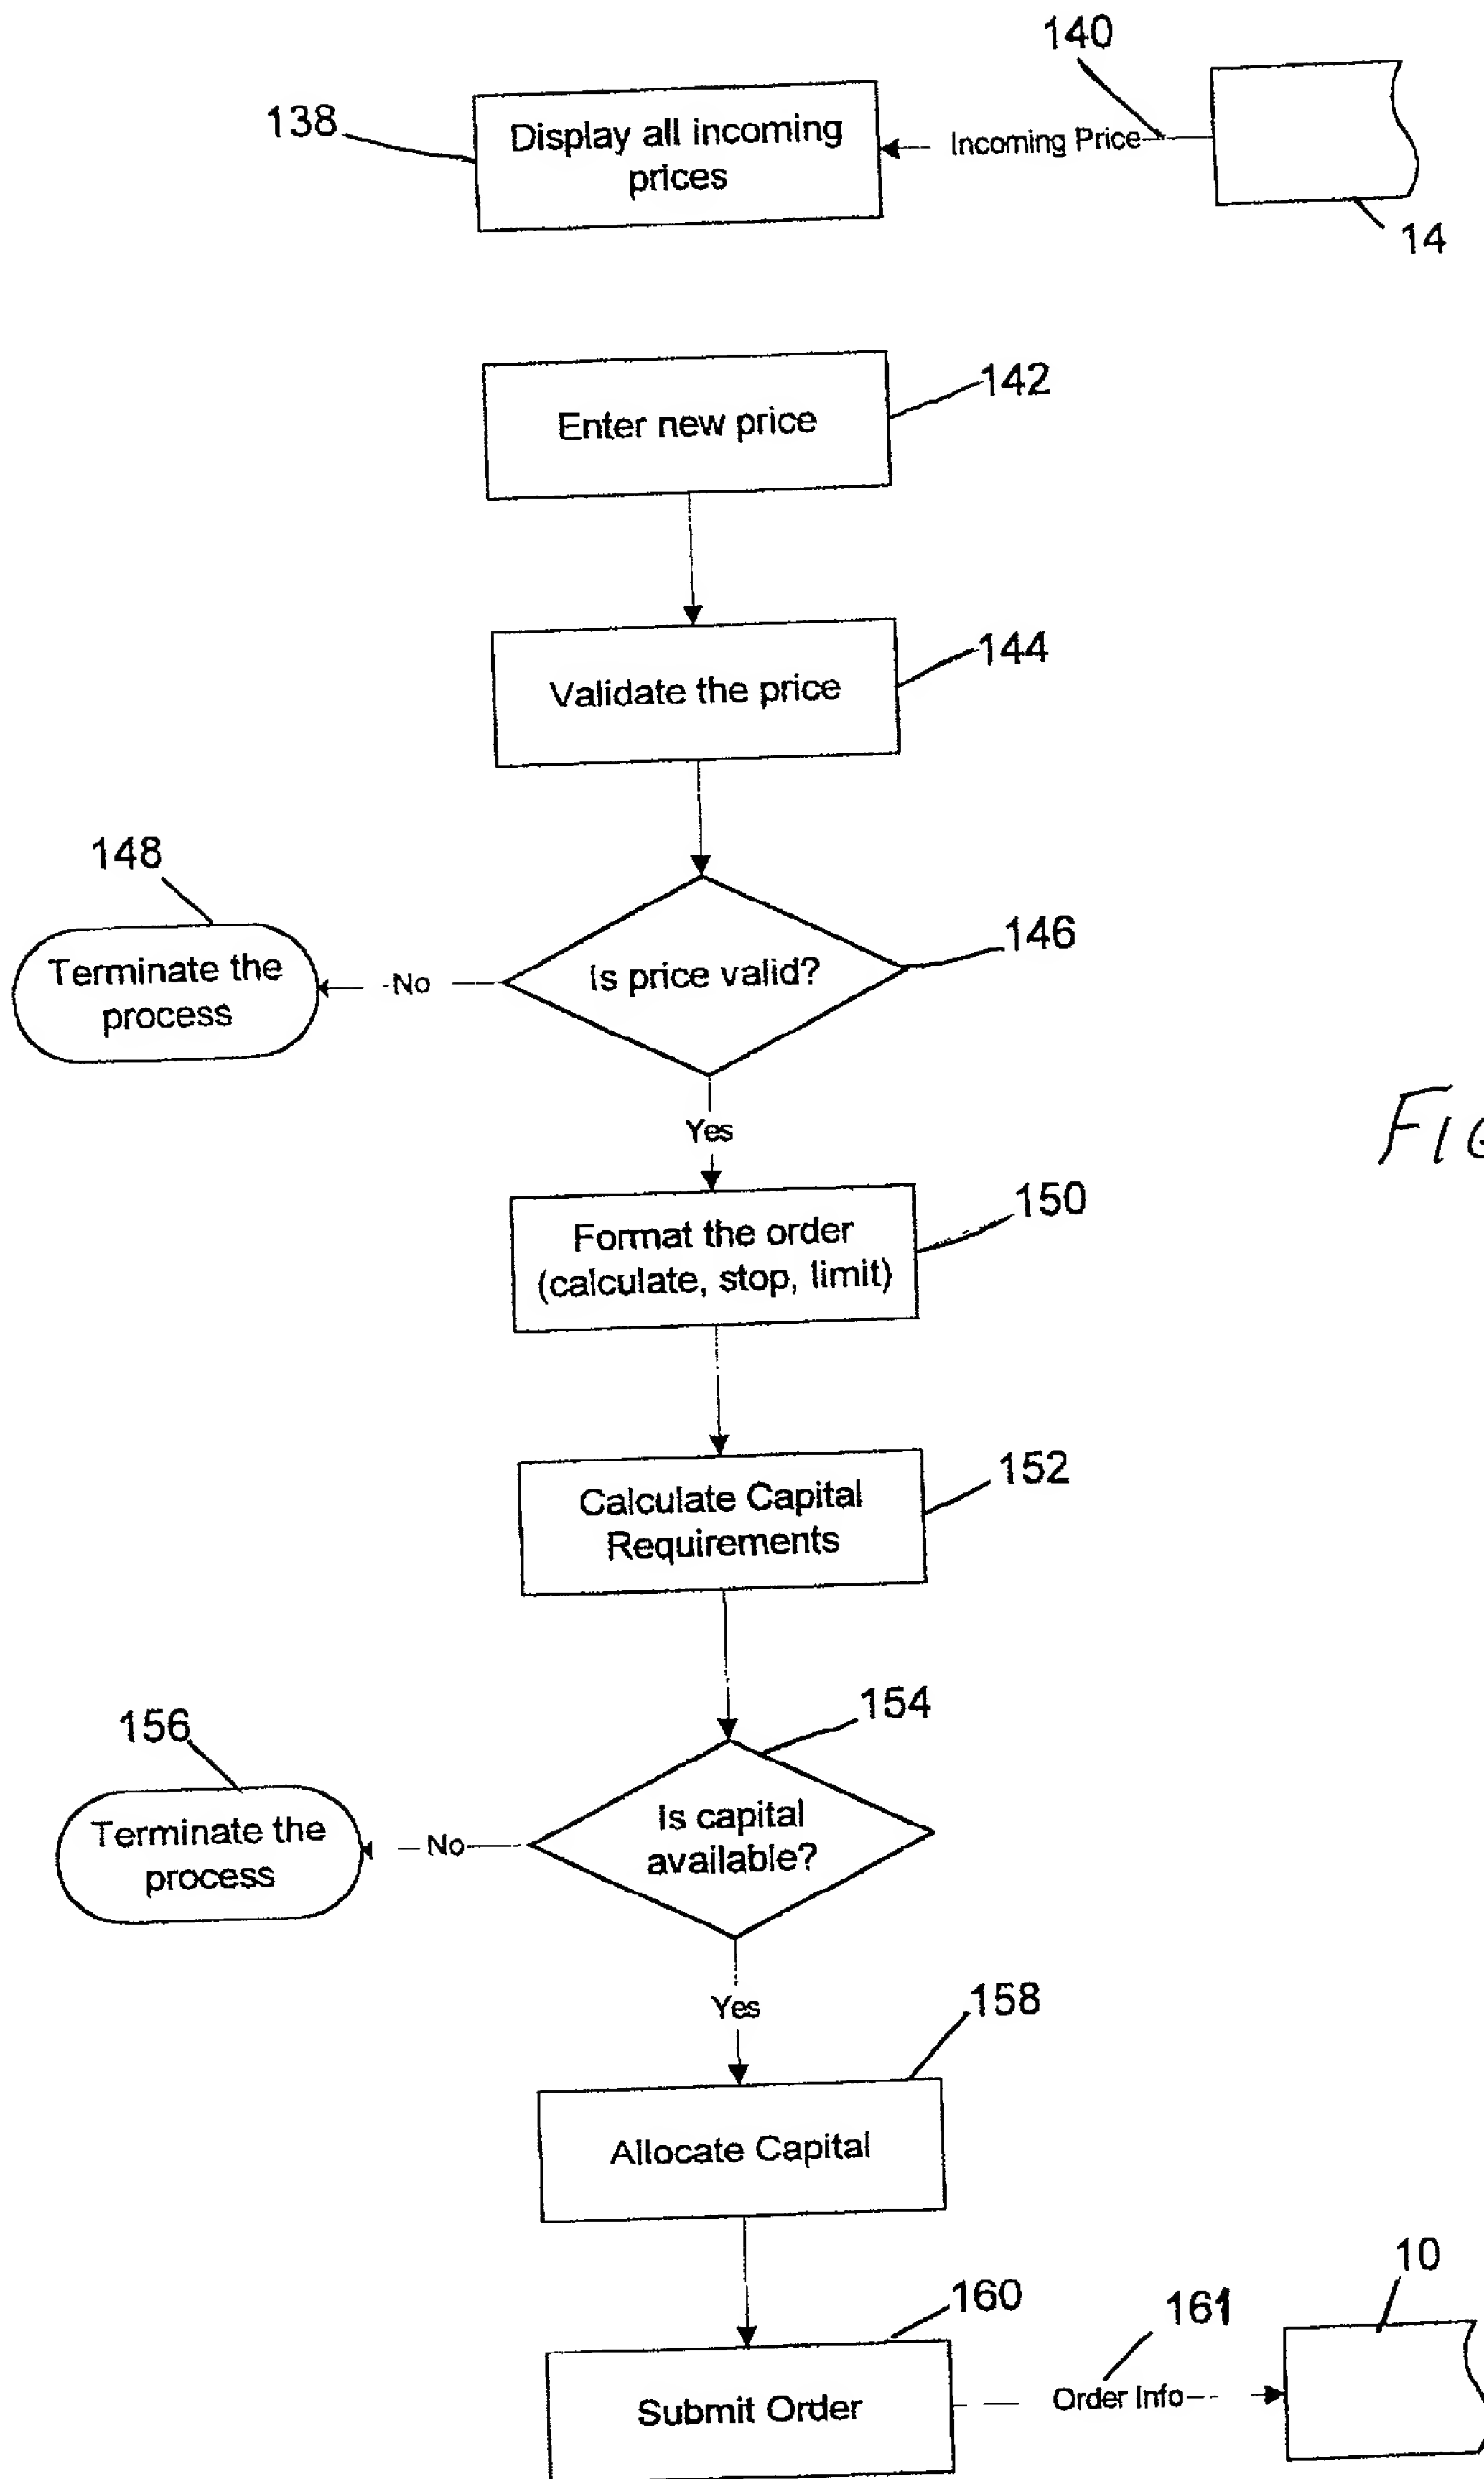 140
138
Display all incoming
prices
Incoming Price
14
142
Enter new price
144
Validate the price
148
146
Terminate the
process
No
Is price valid?
Yes
150
Format the order
(calculate, stop, limit)
152
Calculate Capital
Requirements
154
156
Is capital
available?
Terminate the
process
No
Yes
158
Allocate Capital
10
160
161
Submit Order
Order Info